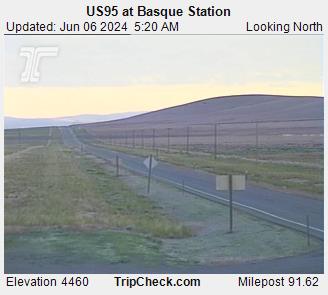 US95 at Basque Station
Updated: Jun 06 2024 5:20 AM Looking North
Elevation 4460 TripCheck.com Milepost 91.62